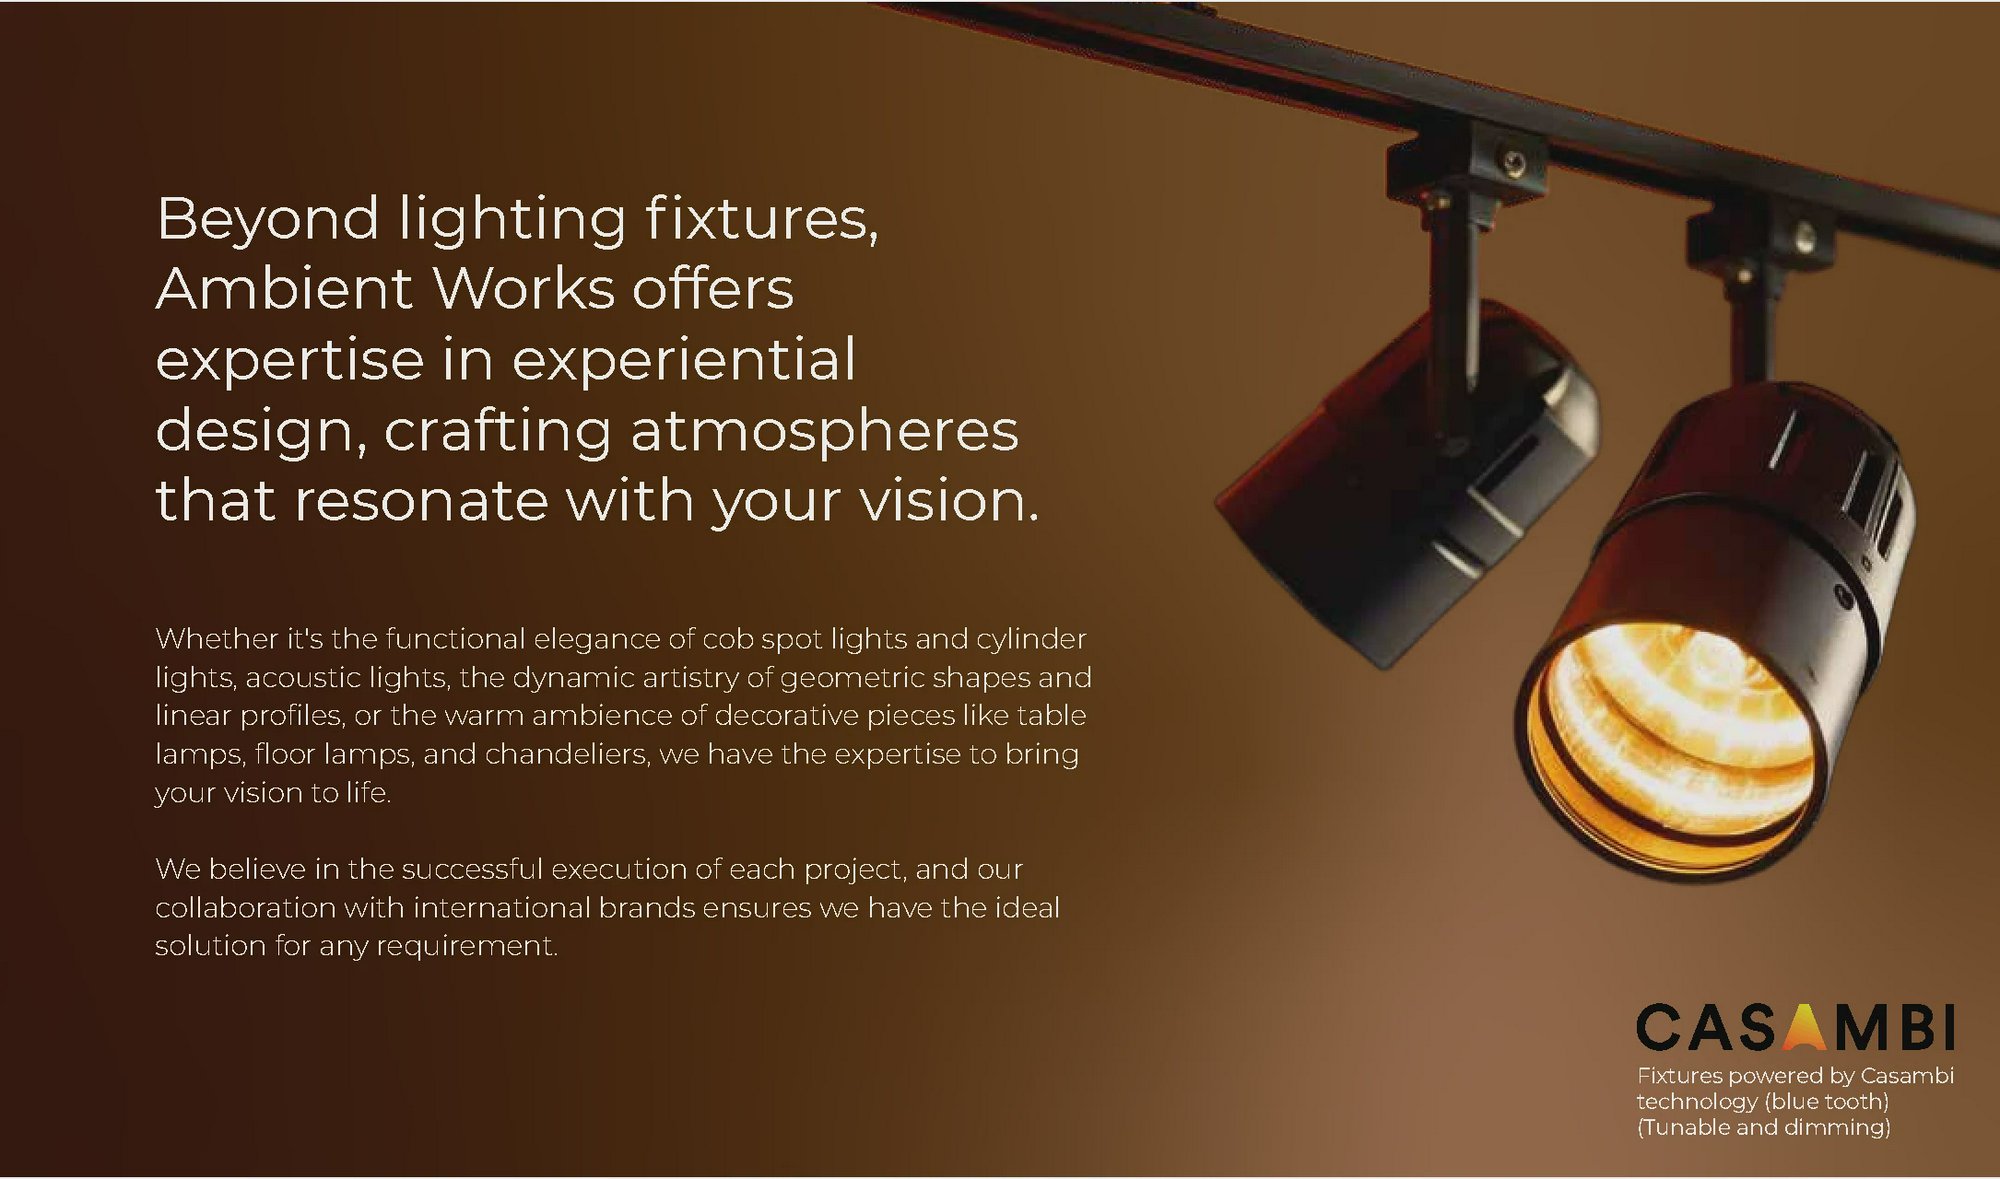 Beyond lighting fixtures,
Ambient Works offers
expertise in experiential
design, crafting atmospheres
that resonate with your vision.
Whether it's the functional elegance of cob spot lights and cylinder
lights, acoustic lights, the dynamic artistry of geometric shapes and
linear profiles, or the warm ambience of decorative pieces like table
lamps, floor lamps, and chandeliers, we have the expertise to bring
your vision to life.
We believe in the successful execution of each project, and our
collaboration with international brands ensures we have the ideal
solution for any requirement.
CASAMBI
Fixtures powered by Casambi
technology (blue tooth)
(Tunable and dimming)